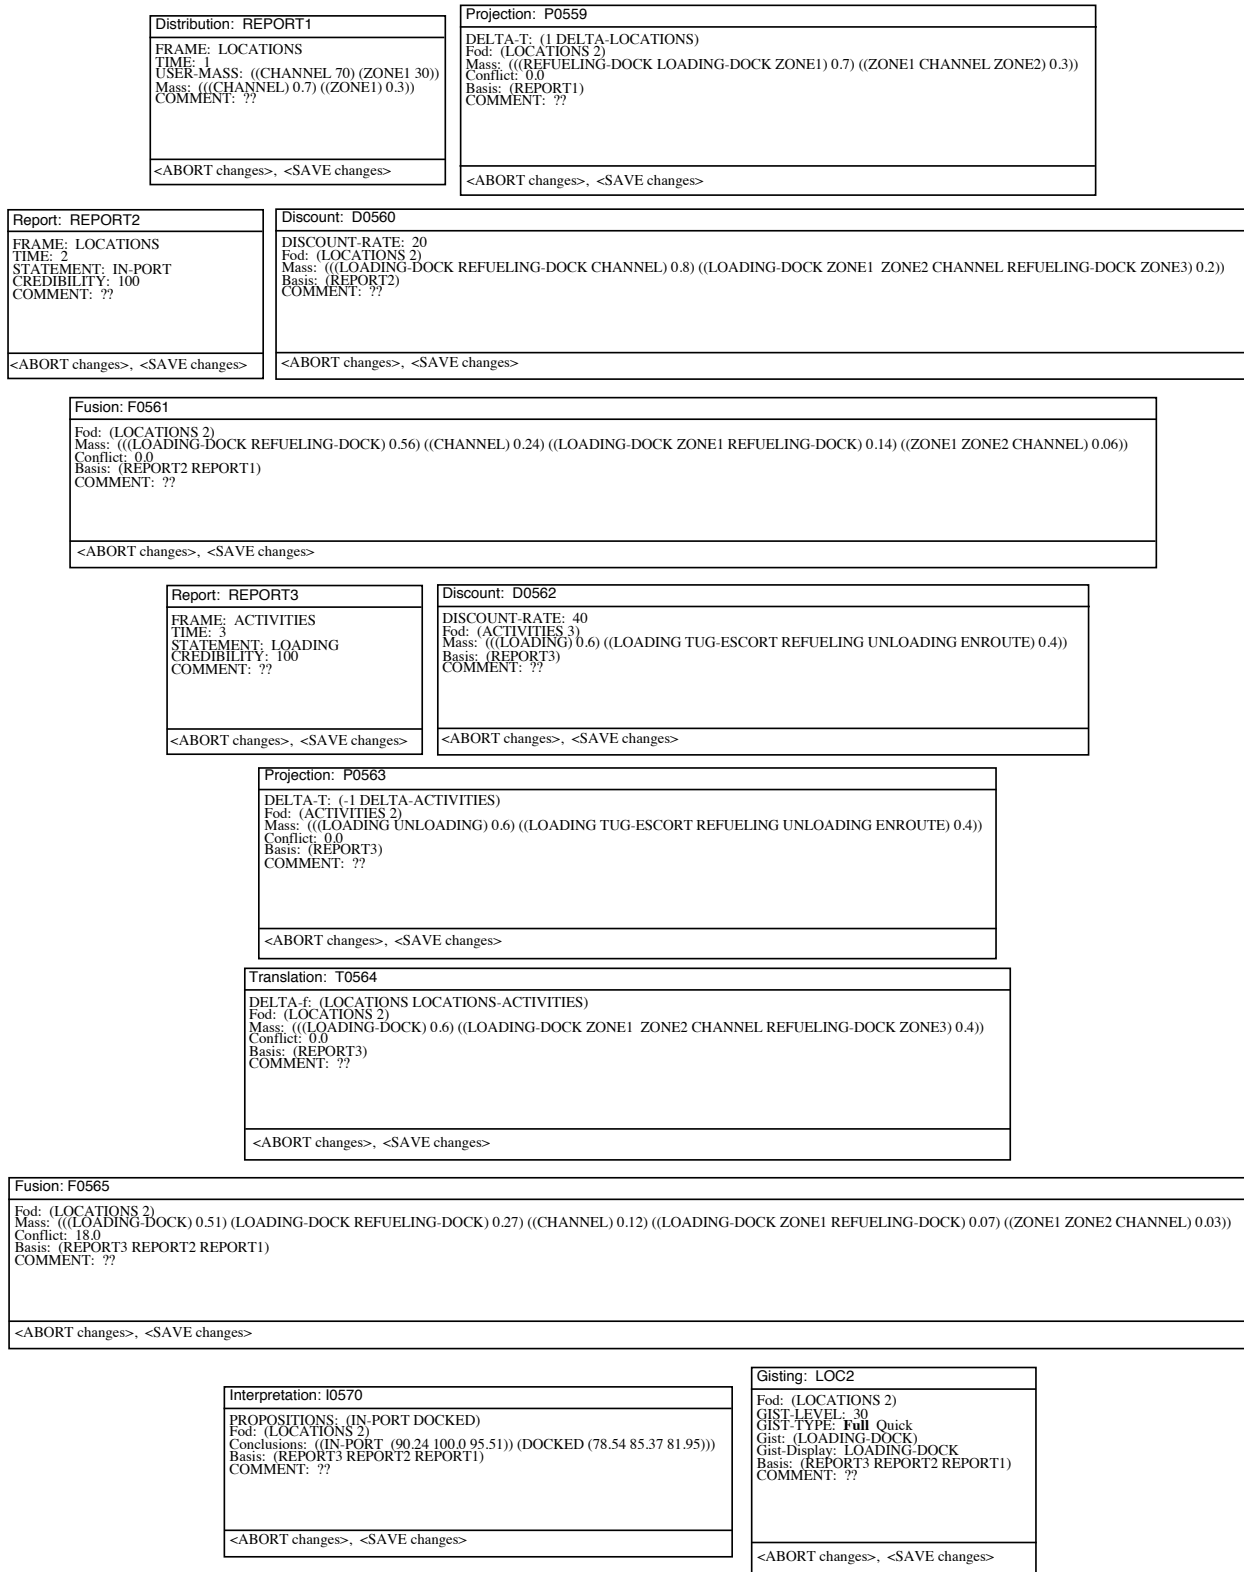 Distribution: REPORT1
FRAME: LOCATIONS
TIME: 1
USER-MASS: ((CHANNEL 70) (ZONE1 30))
Mass: (((CHANNEL) 0.7) ((ZONE1) 0.3))
COMMENT: ??
<ABORT changes>, <SAVE changes>
Projection: P0559
DELTA-T: (1 DELTA-LOCATIONS)
Fod: (LOCATIONS 2)
Mass: (((REFUELING-DOCK LOADING-DOCK ZONE1) 0.7) ((ZONE1 CHANNEL ZONE2) 0.3))
Conflict: 0.0
Basis: (REPORT1)
COMMENT: ??
<ABORT changes>, <SAVE changes>
Report: REPORT2
FRAME: LOCATIONS
TIME: 2
STATEMENT: IN-PORT
CREDIBILITY: 100
COMMENT: ??
<ABORT changes>, <SAVE changes>
Discount: D0560
DISCOUNT-RATE: 20
Fod: (LOCATIONS 2)
Mass: (((LOADING-DOCK REFUELING-DOCK CHANNEL) 0.8) ((LOADING-DOCK ZONE1 ZONE2 CHANNEL REFUELING-DOCK ZONE3) 0.2))
Basis: (REPORT2)
COMMENT: ??
<ABORT changes>, <SAVE changes>
Fusion: F0561
Fod: (LOCATIONS 2)
Mass: (((LOADING-DOCK REFUELING-DOCK) 0.56) ((CHANNEL) 0.24) ((LOADING-DOCK ZONE1 REFUELING-DOCK) 0.14) ((ZONE1 ZONE2 CHANNEL) 0.06))
Conflict: 0.0
Basis: (REPORT2 REPORT1)
COMMENT: ??
<ABORT changes>, <SAVE changes>
Report: REPORT3
FRAME: ACTIVITIES
TIME: 3
STATEMENT: LOADING
CREDIBILITY: 100
COMMENT: ??
<ABORT changes>, <SAVE changes>
Discount: D0562
DISCOUNT-RATE: 40
Fod: (ACTIVITIES 3)
Mass: (((LOADING) 0.6) ((LOADING TUG-ESCORT REFUELING UNLOADING ENROUTE) 0.4))
Basis: (REPORT3)
COMMENT: ??
<ABORT changes>, <SAVE changes>
Projection: P0563
DELTA-T: (-1 DELTA-ACTIVITIES)
Fod: (ACTIVITIES 2)
Mass: (((LOADING UNLOADING) 0.6) ((LOADING TUG-ESCORT REFUELING UNLOADING ENROUTE) 0.4))
Conflict: 0.0
Basis: (REPORT3)
COMMENT: ??
<ABORT changes>, <SAVE changes>
Translation: T0564
DELTA-f: (LOCATIONS LOCATIONS-ACTIVITIES)
Fod: (LOCATIONS 2)
Mass: (((LOADING-DOCK) 0.6) ((LOADING-DOCK ZONE1 ZONE2 CHANNEL REFUELING-DOCK ZONE3) 0.4))
Conflict: 0.0
Basis: (REPORT3)
COMMENT: ??
<ABORT changes>, <SAVE changes>
Fusion: F0565
Fod: (LOCATIONS 2)
Mass: (((LOADING-DOCK) 0.51) (LOADING-DOCK REFUELING-DOCK) 0.27) ((CHANNEL) 0.12) ((LOADING-DOCK ZONE1 REFUELING-DOCK) 0.07) ((ZONE1 ZONE2 CHANNEL) 0.03))
Conflict: 18.0
Basis: (REPORT3 REPORT2 REPORT1)
COMMENT: ??
<ABORT changes>, <SAVE changes>
Interpretation: I0570
PROPOSITIONS: (IN-PORT DOCKED)
Fod: (LOCATIONS 2)
Conclusions: ((IN-PORT (90.24 100.0 95.51)) (DOCKED (78.54 85.37 81.95)))
Basis: (REPORT3 REPORT2 REPORT1)
COMMENT: ??
<ABORT changes>, <SAVE changes>
Gisting: LOC2
Fod: (LOCATIONS 2)
GIST-LEVEL: 30
GIST-TYPE: Full Quick
Gist: (LOADING-DOCK)
Gist-Display: LOADING-DOCK
Basis: (REPORT3 REPORT2 REPORT1)
COMMENT: ??
<ABORT changes>, <SAVE changes>